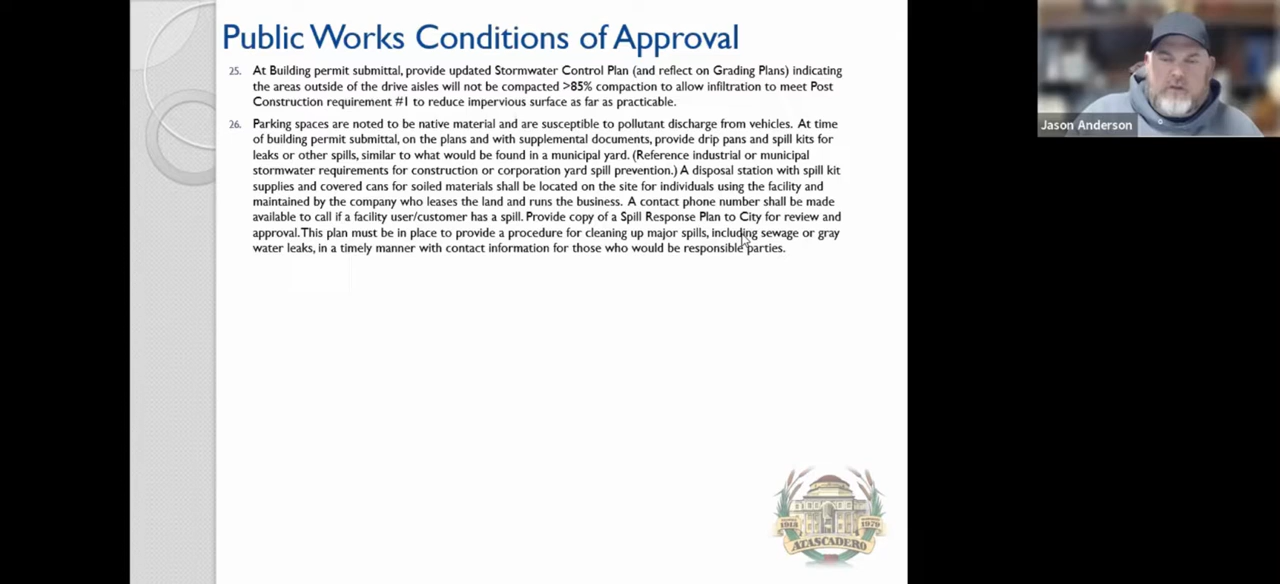 Public Works Conditions of Approval
25. At Building permit submittal, provide updated Stormwater Control Plan (and reflect on Grading Plans) indicating
the areas outside of the drive aisles will not be compacted >85% compaction to allow infiltration to meet Post
Construction requirement #1 to reduce impervious surface as far as practicable.
26. Parking spaces are noted to be native material and are susceptible to pollutant discharge from vehicles. At time
of building permit submittal, on the plans and with supplemental documents, provide drip pans and spill kits for
leaks or other spills, similar to what would be found in a municipal yard. (Reference industrial or municipal
stormwater requirements for construction or corporation yard spill prevention.) A disposal station with spill kit
supplies and covered cans for soiled materials shall be located on the site for individuals using the facility and
maintained by the company who leases the land and runs the business. A contact phone number shall be made
available to call if a facility user/customer has a spill. Provide copy of a Spill Response Plan to City for review and
approval. This plan must be in place to provide a procedure for cleaning up major spills, including sewage or gray
water leaks, in a timely manner with contact information for those who would be responsible parties.
Jason Anderson
1913 1979
ATASCADERO